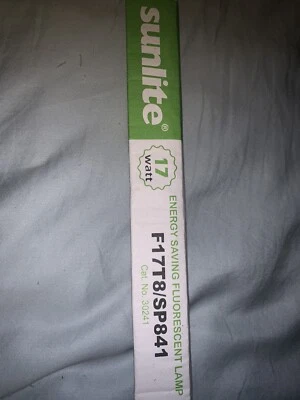 sunlite®
17
watt
ENERGY SAVING FLUORESCENT LAMP
F17T8/SP841
Cat. No. 30241